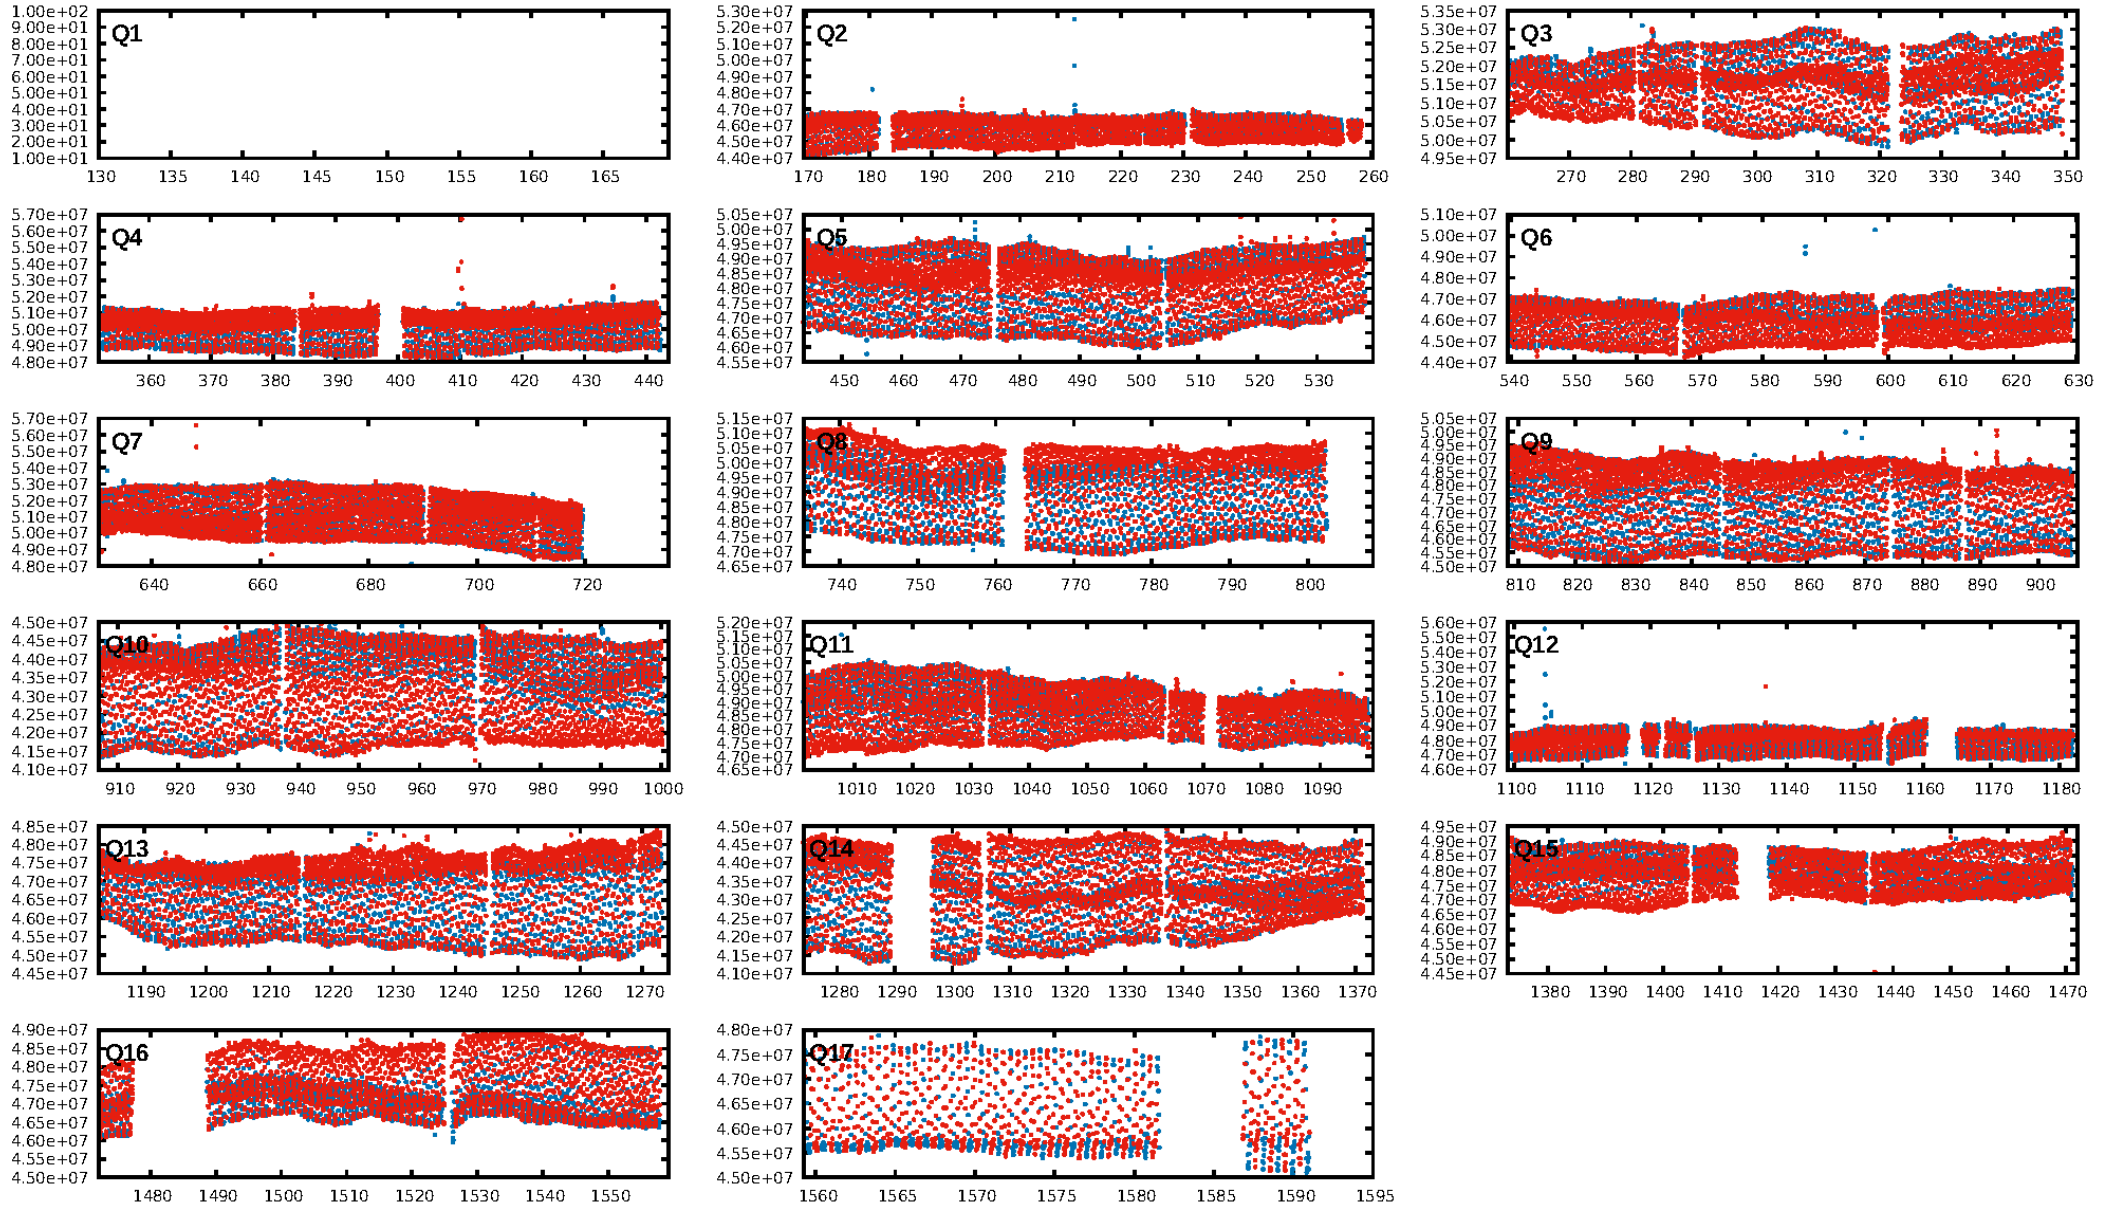 1.00e+02 9.00e+01 8.00e+01 7.00e+01 6.00e+01 5.00e+01 4.00e+01 3.00e+01 2.00e+01 1.00e+01
Q1
130 135 140 145 150 155 160 165
5.30e+07 5.20e+07 5.10e+07 5.00e+07 4.90e+07 4.80e+07 4.70e+07 4.60e+07 4.50e+07 4.40e+07
Q2
170 180 190 200 210 220 230 240 250 260
5.35e+07 5.30e+07 5.25e+07 5.20e+07 5.15e+07 5.10e+07 5.05e+07 5.00e+07 4.95e+07
Q3
270 280 290 300 310 320 330 340 350
5.70e+07 5.60e+07 5.50e+07 5.40e+07 5.30e+07 5.20e+07 5.10e+07 5.00e+07 4.90e+07 4.80e+07
Q4
360 370 380 390 400 410 420 430 440
5.05e+07 5.00e+07 4.95e+07 4.90e+07 4.85e+07 4.80e+07 4.75e+07 4.70e+07 4.65e+07 4.60e+07 4.55e+07
Q5
450 460 470 480 490 500 510 520 530
5.10e+07 5.00e+07 4.90e+07 4.80e+07 4.70e+07 4.60e+07 4.50e+07 4.40e+07
Q6
540 550 560 570 580 590 600 610 620 630
5.70e+07 5.60e+07 5.50e+07 5.40e+07 5.30e+07 5.20e+07 5.10e+07 5.00e+07 4.90e+07 4.80e+07
Q7
640 660 680 700 720
5.15e+07 5.10e+07 5.05e+07 5.00e+07 4.95e+07 4.90e+07 4.85e+07 4.80e+07 4.75e+07 4.70e+07 4.65e+07
Q8
740 750 760 770 780 790 800
5.05e+07 5.00e+07 4.95e+07 4.90e+07 4.85e+07 4.80e+07 4.75e+07 4.70e+07 4.65e+07 4.60e+07 4.55e+07 4.50e+07
Q9
810 820 830 840 850 860 870 880 890 900
4.50e+07 4.45e+07 4.40e+07 4.35e+07 4.30e+07 4.25e+07 4.20e+07 4.15e+07 4.10e+07
Q10
910 920 930 940 950 960 970 980 990 1000
5.20e+07 5.15e+07 5.10e+07 5.05e+07 5.00e+07 4.95e+07 4.90e+07 4.85e+07 4.80e+07 4.75e+07 4.70e+07 4.65e+07
Q11
1010 1020 1030 1040 1050 1060 1070 1080 1090
5.60e+07 5.50e+07 5.40e+07 5.30e+07 5.20e+07 5.10e+07 5.00e+07 4.90e+07 4.80e+07 4.70e+07 4.60e+07
Q12
1100 1110 1120 1130 1140 1150 1160 1170 1180
4.85e+07 4.80e+07 4.75e+07 4.70e+07 4.65e+07 4.60e+07 4.55e+07 4.50e+07 4.45e+07
Q13
1190 1200 1210 1220 1230 1240 1250 1260 1270
4.50e+07 4.45e+07 4.40e+07 4.35e+07 4.30e+07 4.25e+07 4.20e+07 4.15e+07 4.10e+07
Q14
1280 1290 1300 1310 1320 1330 1340 1350 1360 1370
4.95e+07 4.90e+07 4.85e+07 4.80e+07 4.75e+07 4.70e+07 4.65e+07 4.60e+07 4.55e+07 4.50e+07 4.45e+07
Q15
1380 1390 1400 1410 1420 1430 1440 1450 1460 1470
4.90e+07 4.85e+07 4.80e+07 4.75e+07 4.70e+07 4.65e+07 4.60e+07 4.55e+07 4.50e+07
Q16
1480 1490 1500 1510 1520 1530 1540 1550
4.80e+07 4.75e+07 4.70e+07 4.65e+07 4.60e+07 4.55e+07 4.50e+07
Q17
1560 1565 1570 1575 1580 1585 1590 1595